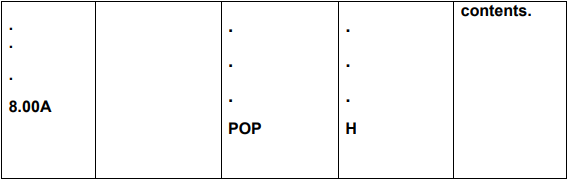 contents.
. . .
. . .
. . .
8.00A POP H